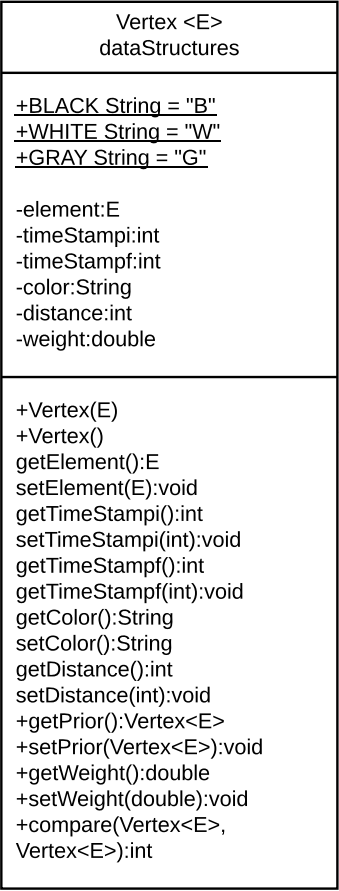 Vertex <E>
dataStructures
+BLACK String = "B"
+WHITE String = "W"
+GRAY String = "G"
-element:E
-timeStampi:int
-timeStampf:int
-color:String
-distance:int
-weight:double
+Vertex(E)
+Vertex()
getElement():E
setElement(E):void
getTimeStampi():int
setTimeStampi(int):void
getTimeStampf():int
getTimeStampf(int):void
getColor():String
setColor():String
getDistance():int
setDistance(int):void
+getPrior():Vertex<E>
+setPrior(Vertex<E>):void
+getWeight():double
+setWeight(double):void
+compare(Vertex<E>,
Vertex<E>):int